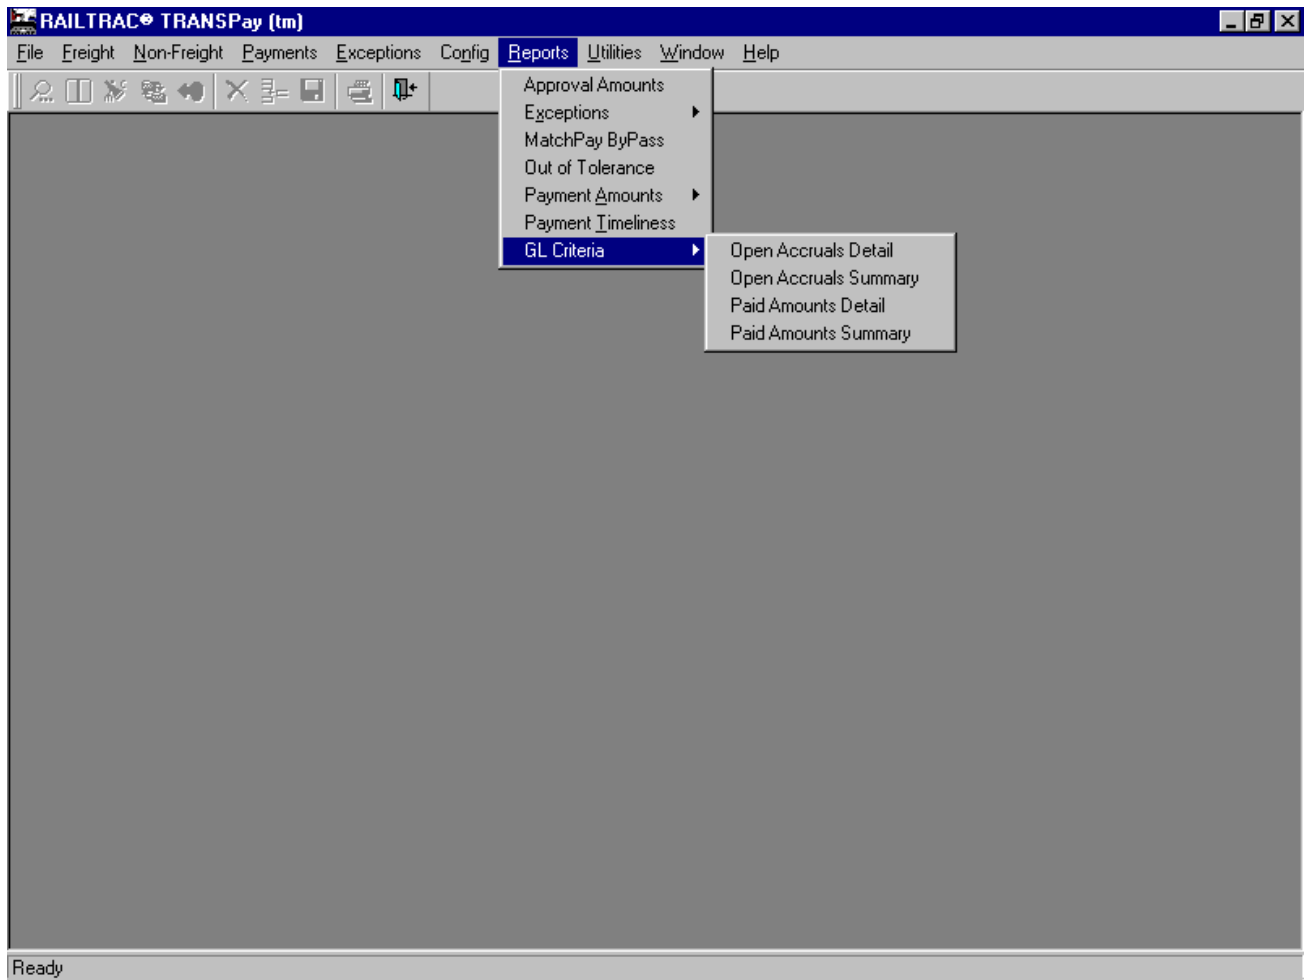 RAILTRAC® TRANSPay (tm)
File Freight Non-Freight Payments Exceptions Config Reports Utilities Window Help
Approval Amounts
Exceptions
MatchPay ByPass
Out of Tolerance
Payment Amounts
Payment Timeliness
GL Criteria
Open Accruals Detail
Open Accruals Summary
Paid Amounts Detail
Paid Amounts Summary
Ready